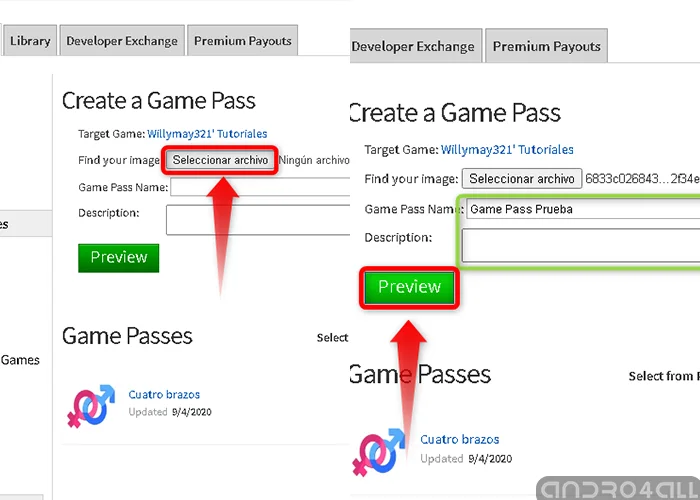 Library
Developer Exchange
Premium Payouts
Create a Game Pass
Target Game: Willymay321' Tutoriales
Find your image: Seleccionar archivo Ningún archivo
Game Pass Name:
Description:
Preview
es
Game Passes
Select
Games
Cuatro brazos
Updated 9/4/2020
Developer Exchange
Premium Payouts
Create a Game Pass
Target Game: Willymay321' Tutoriales
Find your image: Seleccionar archivo 6833c026843...2f34e
Game Pass Name: Game Pass Prueba
Description:
Preview
Game Passes
Select from P
Cuatro brazos
Updated 9/4/2020
andro4all